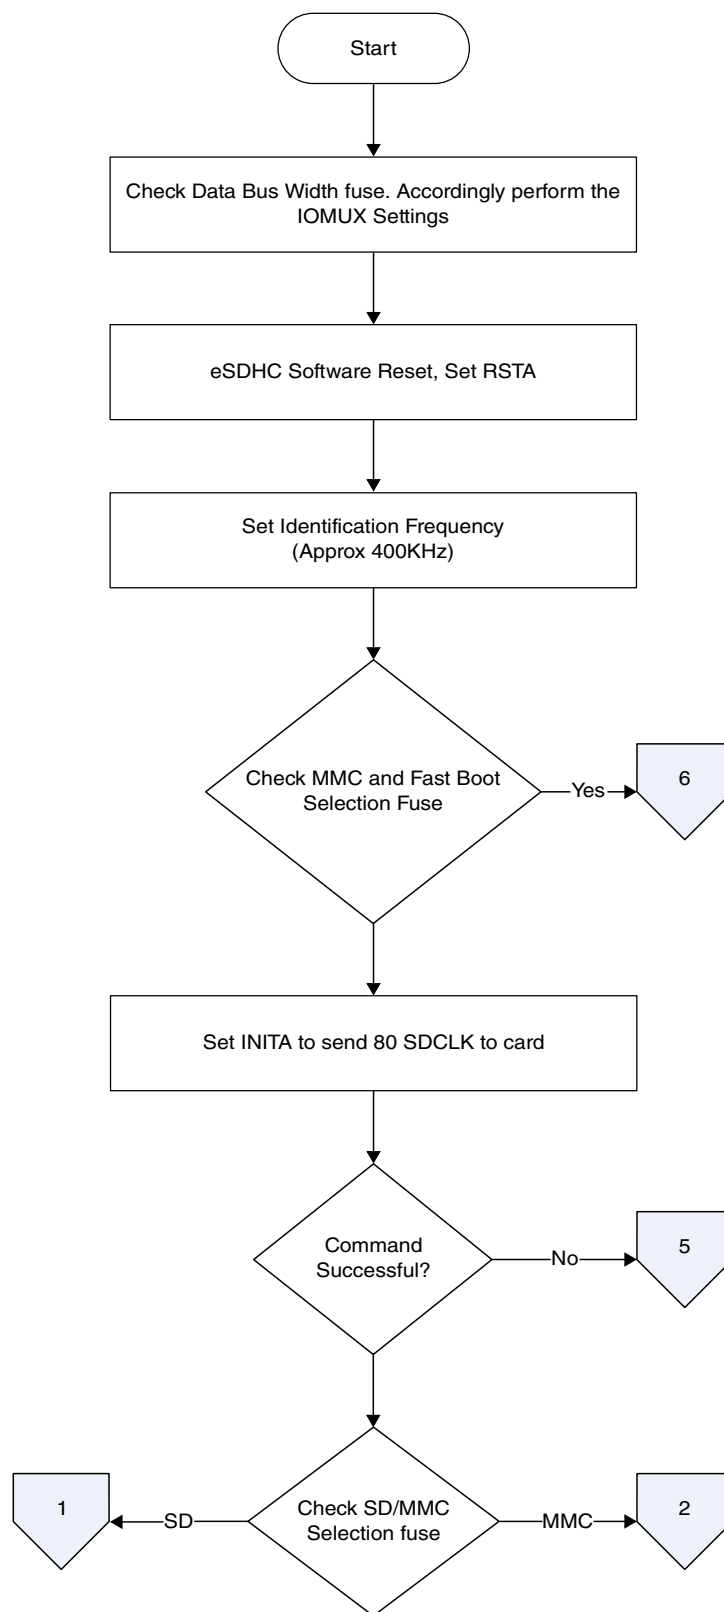 Start
Check Data Bus Width fuse. Accordingly perform the
IOMUX Settings
eSDHC Software Reset, Set RSTA
Set Identification Frequency
(Approx 400KHz)
Check MMC and Fast Boot
Selection Fuse
Yes
6
Set INITA to send 80 SDCLK to card
Command
Successful?
No
5
1
SD
Check SD/MMC
Selection fuse
MMC
2